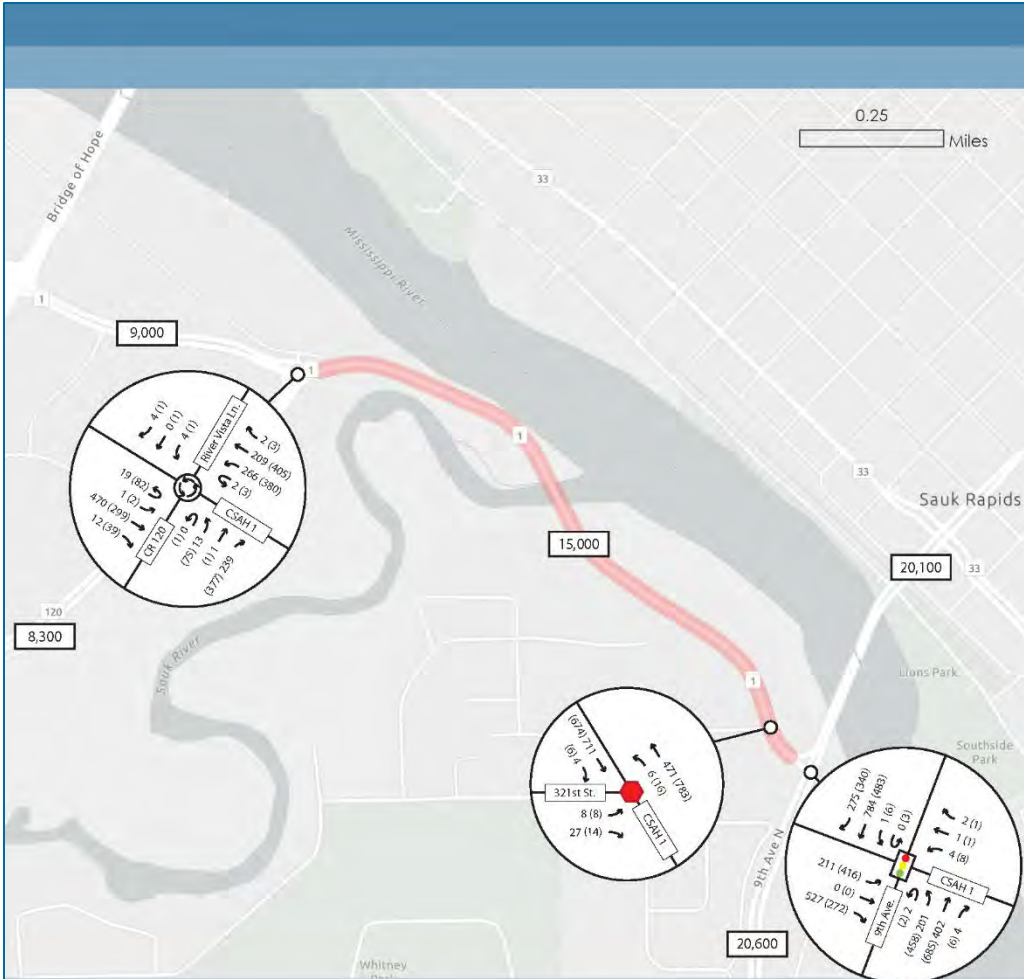 0.25
Miles
Bridge of Hope
33
Mississippi River
1
9,000
1
4 (1)
0 (1)
4 (1)
River Vista Ln.
2 (3)
209 (405)
266 (380)
2 (3)
19 (82)
1 (2)
470 (299)
12 (39)
CR 120
(1) 0
(75) 13
(1) 1
(377) 239
CSAH 1
1
33
Sauk Rapids
15,000
20,100
33
120
8,300
Sauk River
Lions Park
1
Southside
Park
(674) 711
(6) 4
471 (783)
6 (16)
321st St.
8 (8)
27 (14)
CSAH 1
9th Ave N
275 (340)
784 (483)
1 (6)
0 (3)
2 (1)
1 (1)
4 (8)
211 (416)
0 (0)
527 (272)
9th Ave.
(2) 2
(458) 201
(685) 402
(6) 4
CSAH 1
20,600
Whitney